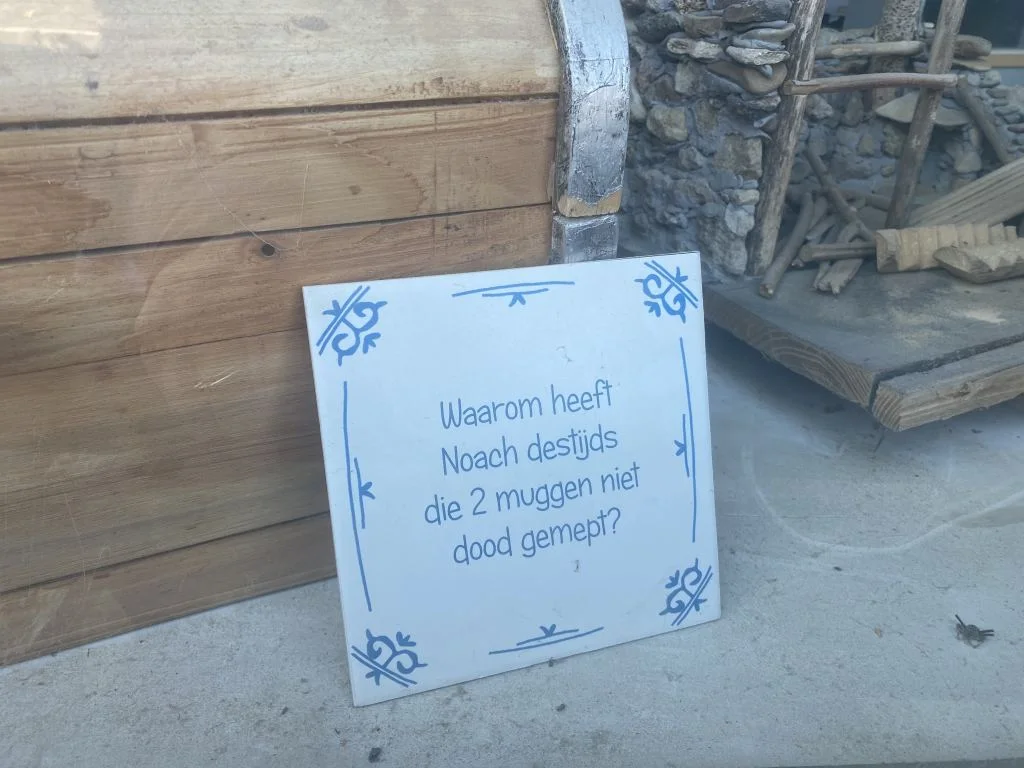 Waarom heeft
Noach destijds
die 2 muggen niet
dood gemept?